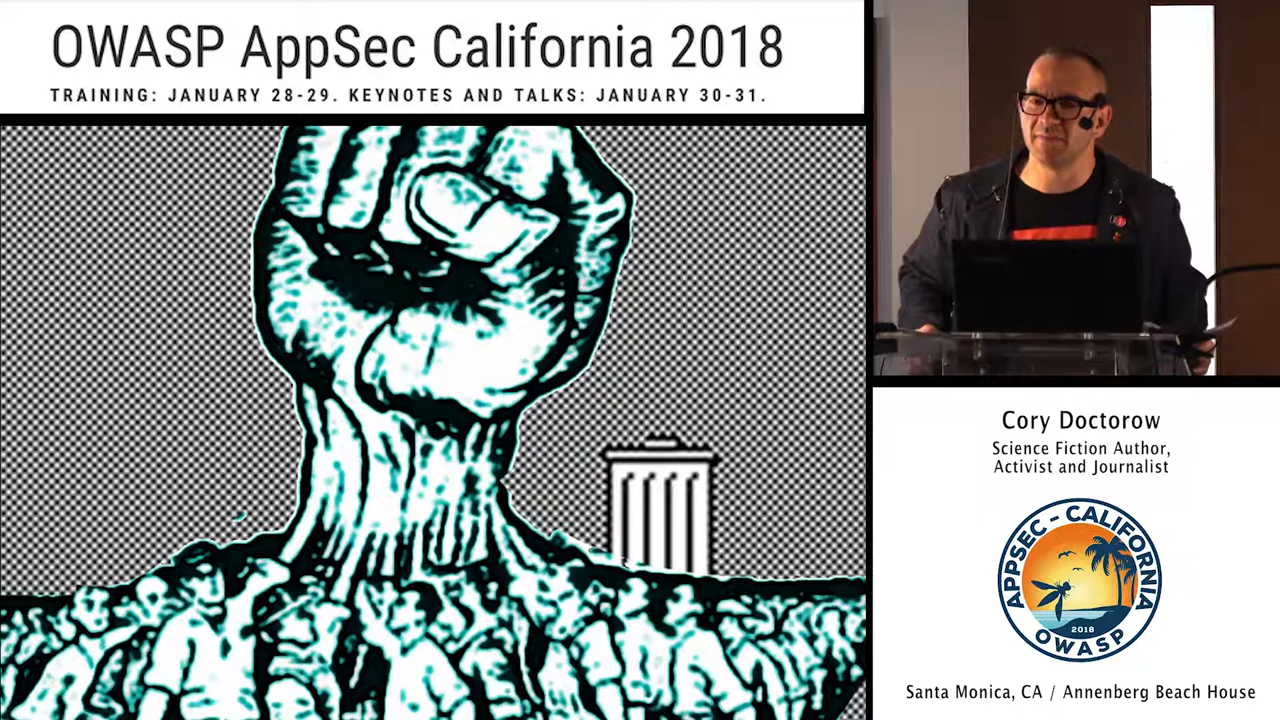 OWASP AppSec California 2018
TRAINING: JANUARY 28-29. KEYNOTES AND TALKS: JANUARY 30-31.
Cory Doctorow
Science Fiction Author,
Activist and Journalist
APPSEC - CALIFORNIA
2018
OWASP
Santa Monica, CA / Annenberg Beach House